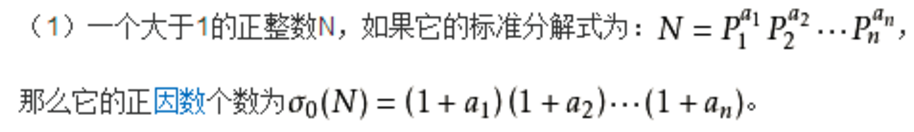 （1）一个大于1的正整数N，如果它的标准分解式为：$N = P_1^{a_1} P_2^{a_2} \cdots P_n^{a_n}$，
那么它的正因数个数为$\sigma_0(N) = (1 + a_1)(1 + a_2) \cdots (1 + a_n)$。